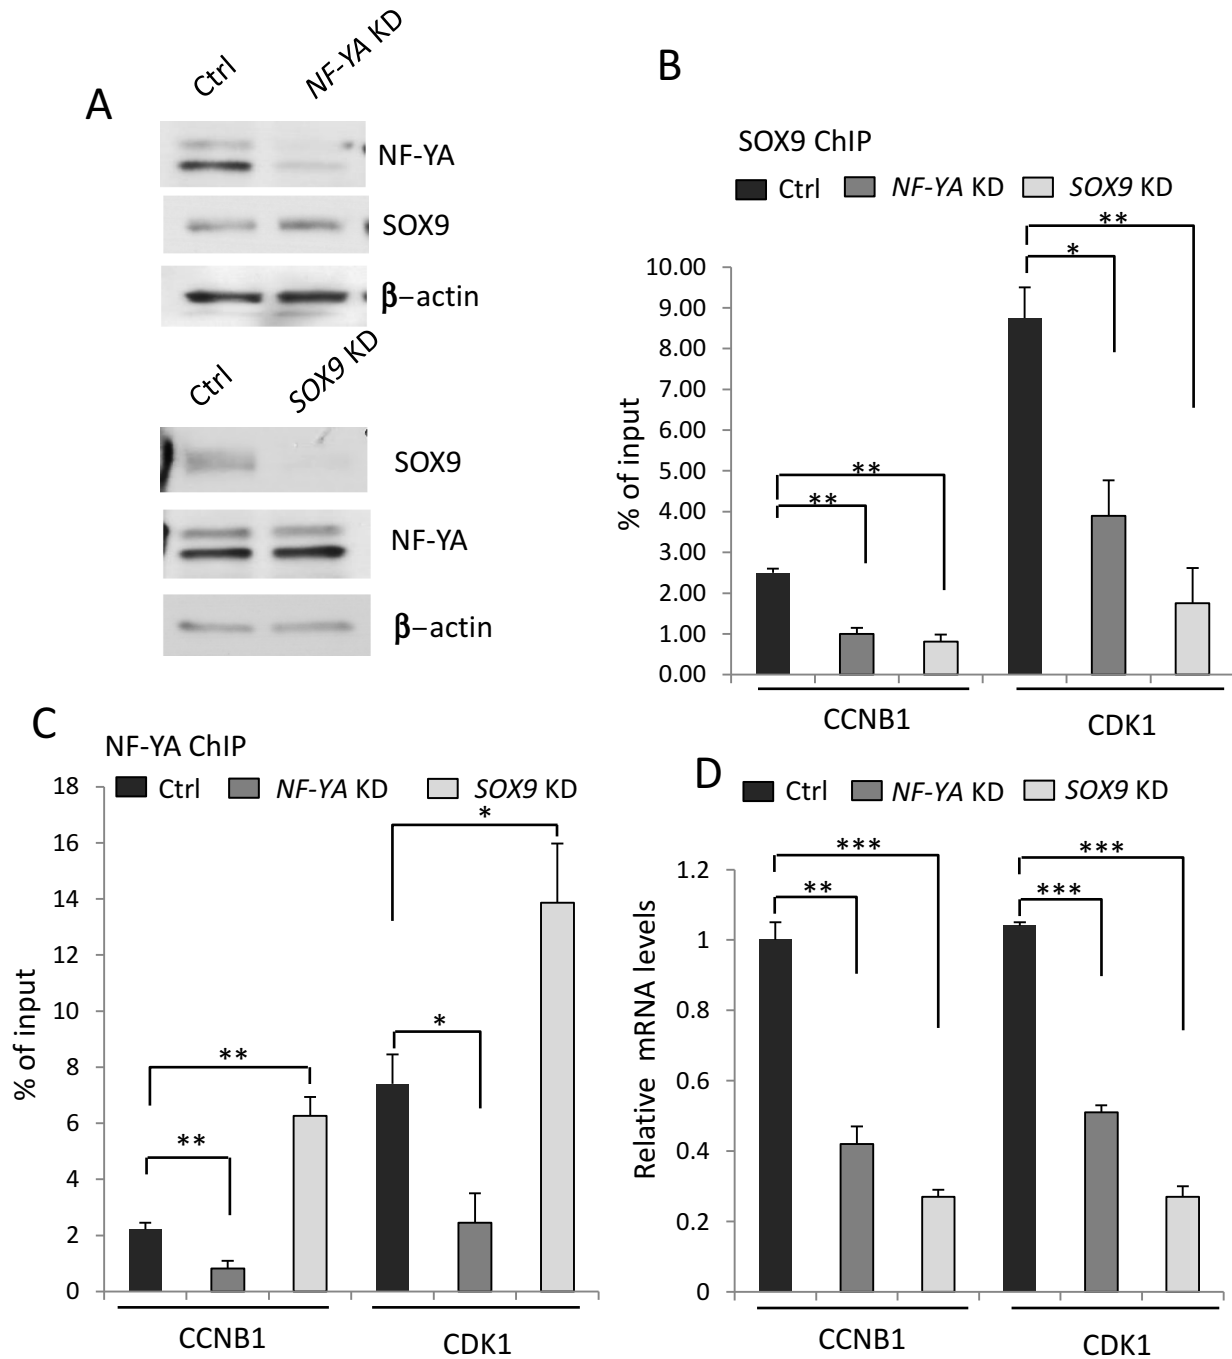 A
Ctrl NF-YA KD
NF-YA
SOX9
β-actin
Ctrl SOX9 KD
SOX9
NF-YA
β-actin
B
SOX9 ChIP
Ctrl NF-YA KD SOX9 KD
**
*
**
**
% of input
10.00
9.00
8.00
7.00
6.00
5.00
4.00
3.00
2.00
1.00
0.00
CCNB1 CDK1
C
NF-YA ChIP
Ctrl NF-YA KD SOX9 KD
*
*
**
**
% of input
18
16
14
12
10
8
6
4
2
0
CCNB1 CDK1
D
Ctrl NF-YA KD SOX9 KD
*** ***
** ***
Relative mRNA levels
1.2
1
0.8
0.6
0.4
0.2
0
CCNB1 CDK1